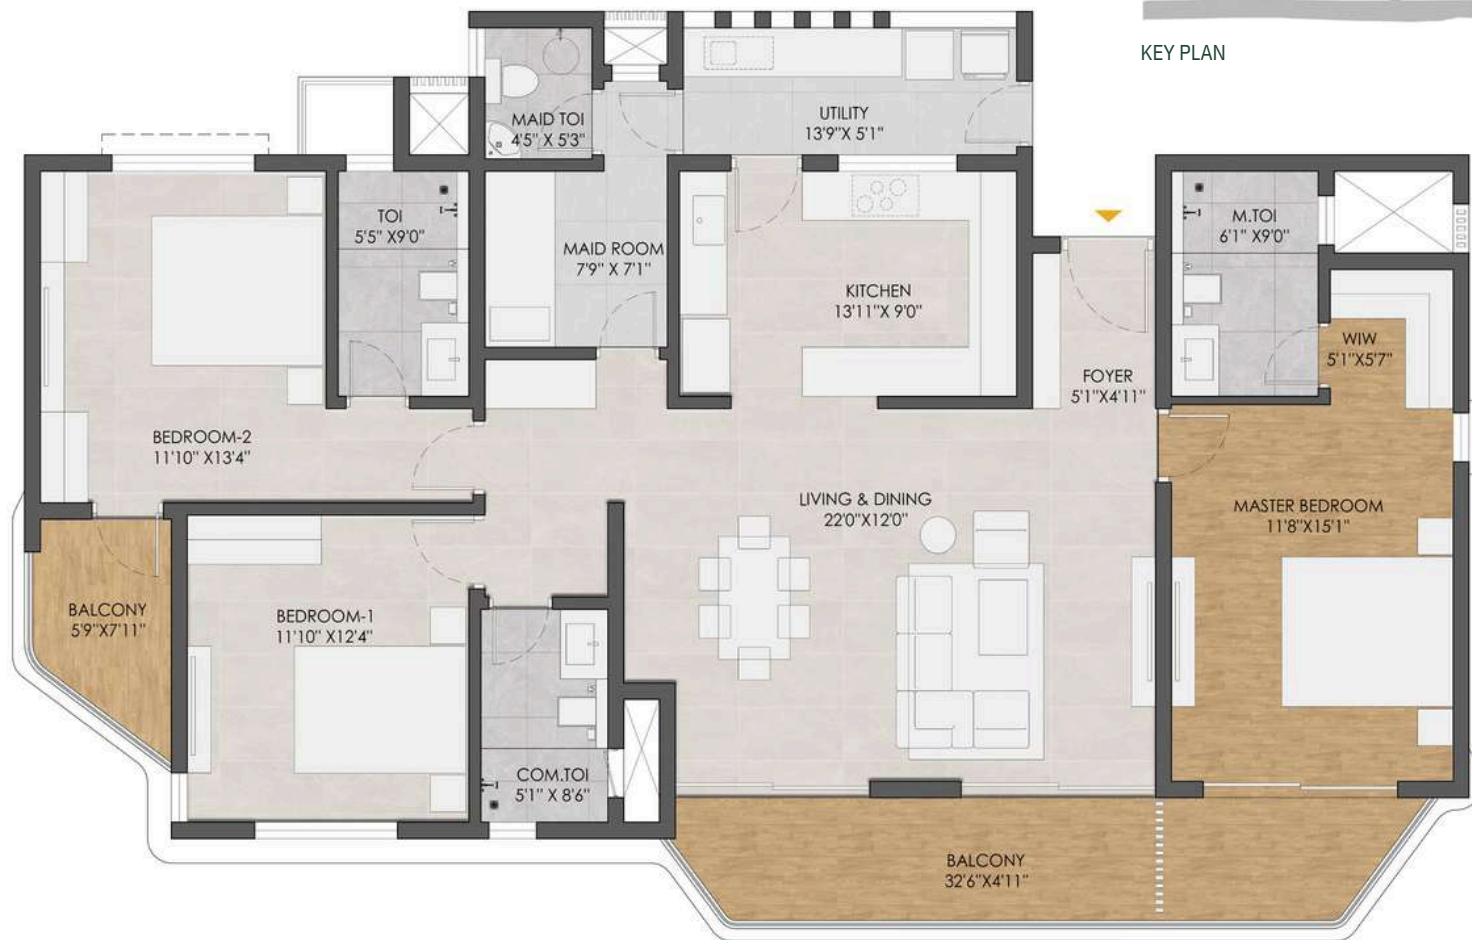 KEY PLAN
MAID TOI
4'5" X 5'3"
UTILITY
13'9"X 5'1"
TOI
5'5" X9'0"
M.TOI
6'1" X9'0"
MAID ROOM
7'9" X 7'1"
KITCHEN
13'11"X 9'0"
WIW
5'1"X5'7"
FOYER
5'1"X4'11"
BEDROOM-2
11'10" X13'4"
LIVING & DINING
22'0"X12'0"
MASTER BEDROOM
11'8"X15'1"
BALCONY
5'9"X7'11"
BEDROOM-1
11'10" X12'4"
COM.TOI
5'1" X 8'6"
BALCONY
32'6"X4'11"